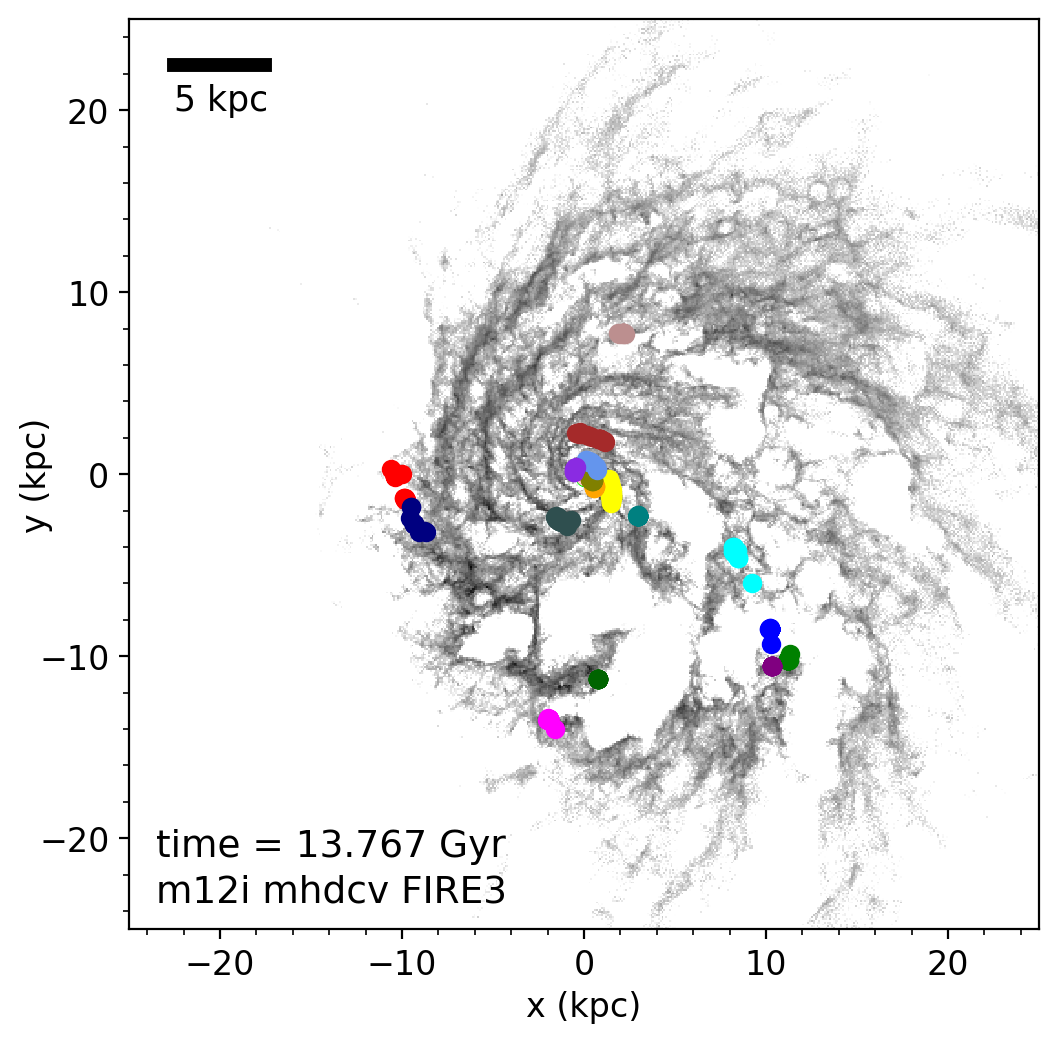 5 kpc
20
10
0
−10
−20
y (kpc)
time = 13.767 Gyr
m12i mhdcv FIRE3
−20 −10 0 10 20
x (kpc)